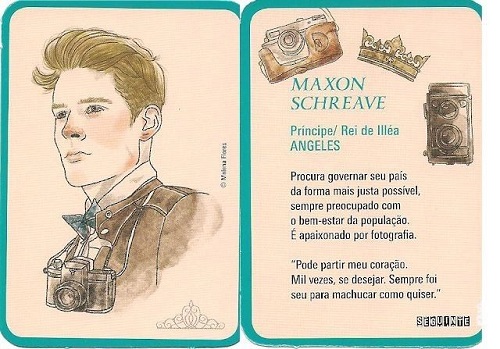 © Malena Flores
MAXON
SCHREAVE
Príncipe/ Rei de Illéa
ANGELES
Procura governar seu país
da forma mais justa possível,
sempre preocupado com
o bem-estar da população.
É apaixonado por fotografia.
“Pode partir meu coração.
Mil vezes, se desejar. Sempre foi
seu para machucar como quiser.”
SEGUINTE